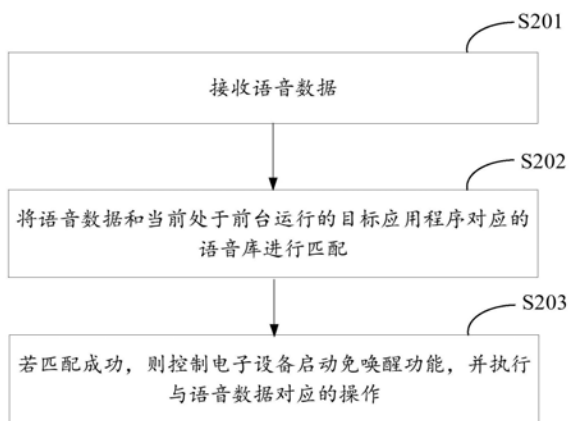 S201
接收语音数据
S202
将语音数据和当前处于前台运行的目标应用程序对应的
语音库进行匹配
S203
若匹配成功，则控制电子设备启动免唤醒功能，并执行
与语音数据对应的操作